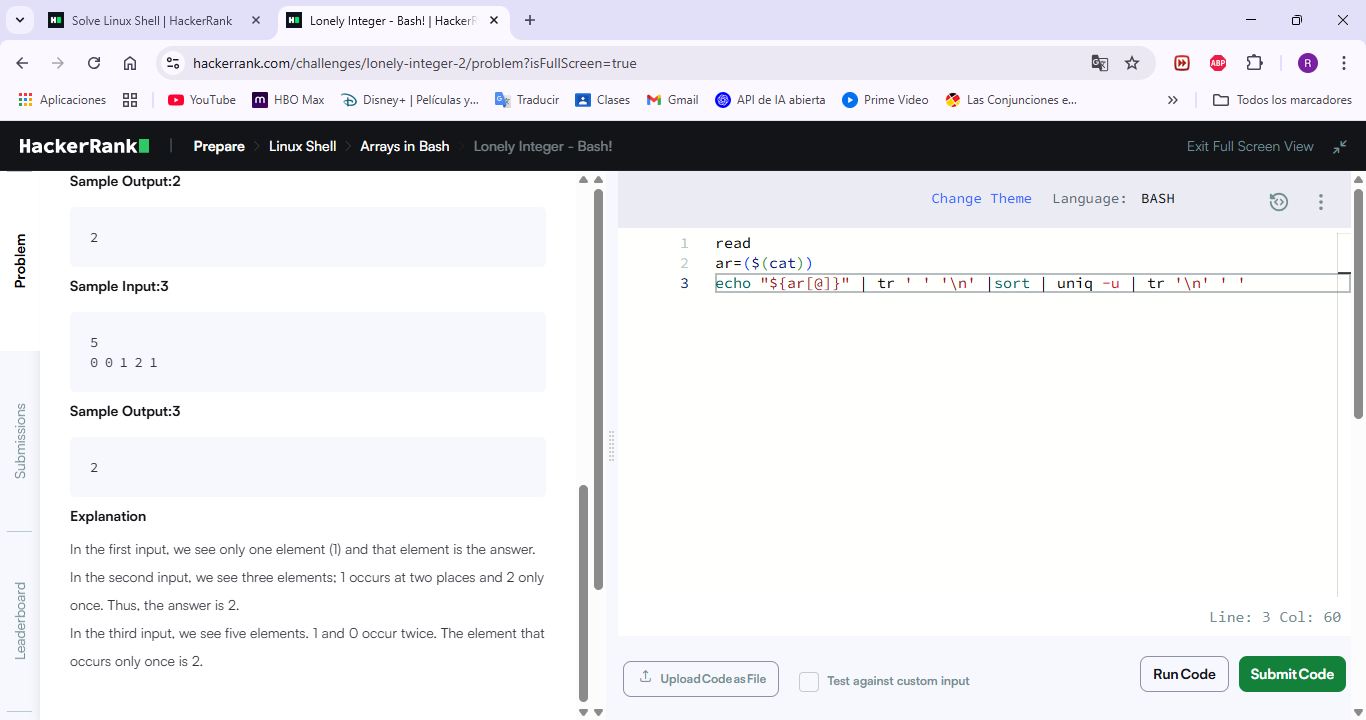 Solve Linux Shell | HackerRank
Lonely Integer - Bash! | HackerR
hackerrank.com/challenges/lonely-integer-2/problem?isFullScreen=true
ABP
R
Aplicaciones
YouTube
m HBO Max
Disney+ | Películas y...
Traducir
Clases
Gmail
API de IA abierta
Prime Video
Las Conjunciones e...
»
Todos los marcadores
HackerRank
Prepare
Linux Shell
Arrays in Bash
Lonely Integer - Bash!
Exit Full Screen View
Problem
Submissions
Leaderboard
Sample Output:2
2
Sample Input:3
5
0 0 1 2 1
Sample Output:3
2
Explanation
In the first input, we see only one element (1) and that element is the answer.
In the second input, we see three elements; 1 occurs at two places and 2 only
once. Thus, the answer is 2.
In the third input, we see five elements. 1 and 0 occur twice. The element that
occurs only once is 2.
Change Theme Language: BASH
1 read
2 ar=($(cat))
3 echo "${ar[@]}" | tr ' ' '\n' |sort | uniq -u | tr '\n' ' '
Line: 3 Col: 60
Upload Code as File
Test against custom input
Run Code
Submit Code